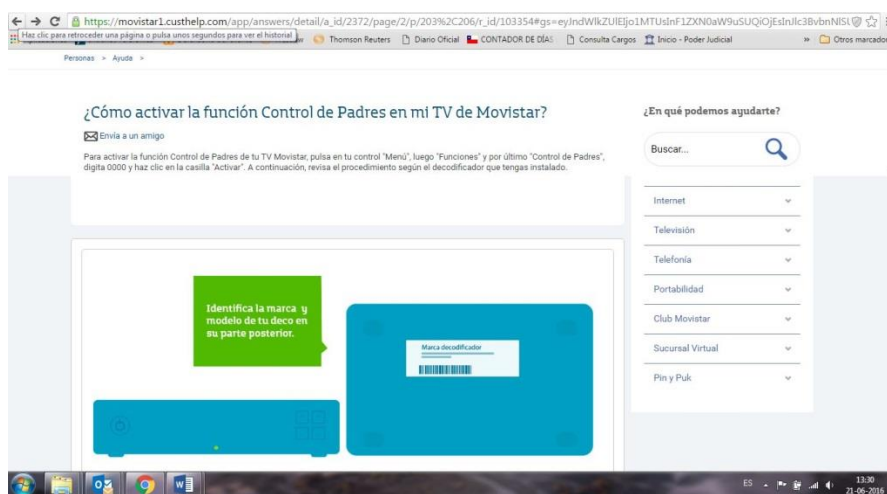 https://movistar1.custhelp.com/app/answers/detail/a_id/2372/page/2/p/203%2C206/r_id/103354#gs=
Haz clic para retroceder una página o pulsa unos segundos para ver el historial
Thomson Reuters Diario Oficial CONTADOR DE DÍAS Consulta Cargos Inicio - Poder Judicial » Otros marcador
Personas > Ayuda >
¿Cómo activar la función Control de Padres en mi TV de Movistar?
Envía a un amigo
Para activar la función Control de Padres de tu TV Movistar, pulsa en tu control "Menú", luego "Funciones" y por último "Control de Padres",
digita 0000 y haz clic en la casilla "Activar". A continuación, revisa el procedimiento según el decodificador que tengas instalado.
¿En qué podemos ayudarte?
Buscar...
Internet
Televisión
Telefonía
Portabilidad
Club Movistar
Sucursal Virtual
Pin y Puk
Identifica la marca y
modelo de tu deco en
su parte posterior.
Marca decodificador
ES
13:30
21-06-2016